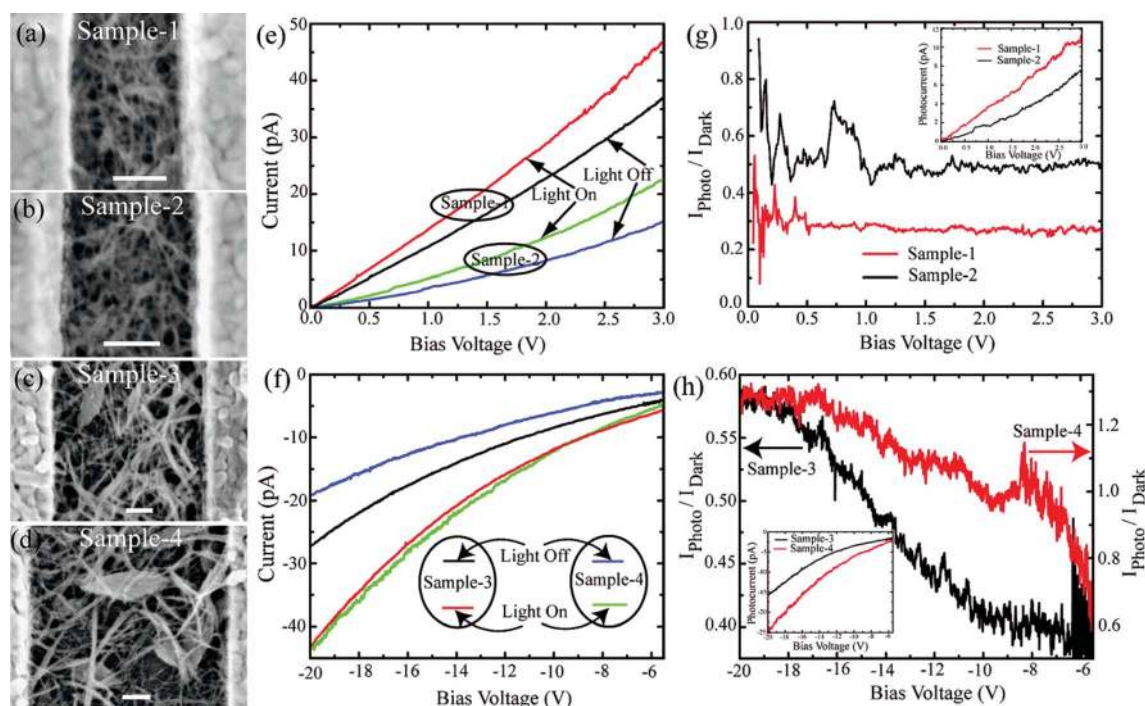 (a)
Sample-1
(b)
Sample-2
(c)
Sample-3
(d)
Sample-4
(e)
50
40
30
20
10
0
Current (pA)
Light On
Light Off
Sample-1
Sample-2
0.0
0.5
1.0
1.5
2.0
2.5
3.0
Bias Voltage (V)
(f)
0
-10
-20
-30
-40
Current (pA)
Light Off
Sample-3
Sample-4
Light On
-20
-18
-16
-14
-12
-10
-8
-6
Bias Voltage (V)
(g)
1.0
0.8
0.6
0.4
0.2
0.0
I Photo / I Dark
Sample-1
Sample-2
Photocurrent (pA)
Bias Voltage (V)
Sample-1
Sample-2
0.0
0.5
1.0
1.5
2.0
2.5
3.0
Bias Voltage (V)
(h)
0.60
0.55
0.50
0.45
0.40
I Photo / I Dark
Sample-3
Sample-4
1.2
1.0
0.8
0.6
I Photo / I Dark
Sample-3
Sample-4
Photocurrent (pA)
Bias Voltage (V)
-20
-18
-16
-14
-12
-10
-8
-6
Bias Voltage (V)